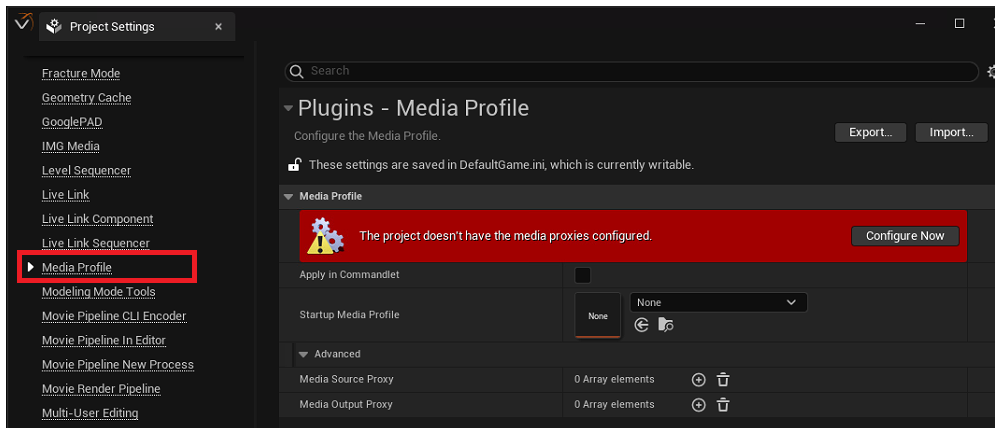 Project Settings
Fracture Mode
Geometry Cache
GooglePAD
IMG Media
Level Sequencer
Live Link
Live Link Component
Live Link Sequencer
Media Profile
Modeling Mode Tools
Movie Pipeline CLI Encoder
Movie Pipeline In Editor
Movie Pipeline New Process
Movie Render Pipeline
Multi-User Editing
Search
Plugins - Media Profile
Configure the Media Profile.
Export... Import...
These settings are saved in DefaultGame.ini, which is currently writable.
Media Profile
The project doesn't have the media proxies configured. Configure Now
Apply in Commandlet
Startup Media Profile None None
Advanced
Media Source Proxy 0 Array elements
Media Output Proxy 0 Array elements